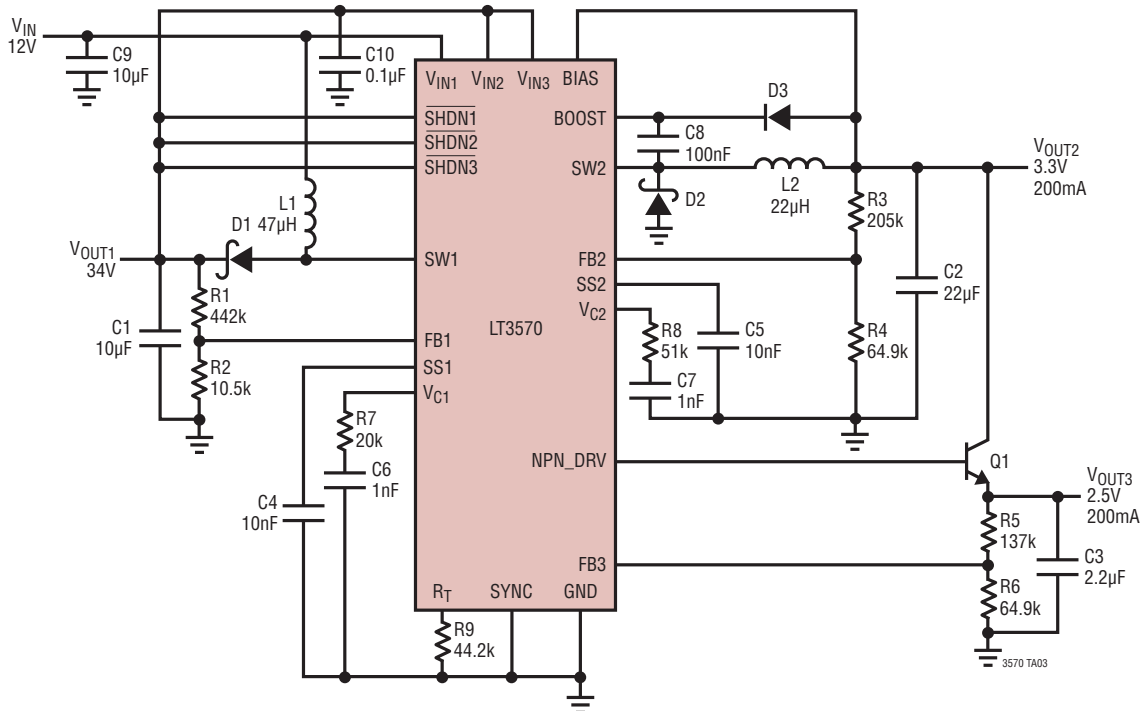 VIN
12V
C9
10µF
C10
0.1µF
VIN1 VIN2 VIN3 BIAS
SHDN1
SHDN2
SHDN3
BOOST
SW2
D3
C8
100nF
D2
L2
22µH
VOUT2
3.3V
200mA
L1
47µH
D1
VOUT1
34V
SW1
R3
205k
FB2
SS2
VC2
C2
22µF
R1
442k
C1
10µF
LT3570
R8
51k
C5
10nF
R4
64.9k
FB1
R2
10.5k
SS1
VC1
C7
1nF
R7
20k
C6
1nF
NPN_DRV
Q1
C4
10nF
VOUT3
2.5V
200mA
R5
137k
FB3
C3
2.2µF
R6
64.9k
RT SYNC GND
R9
44.2k
3570 TA03